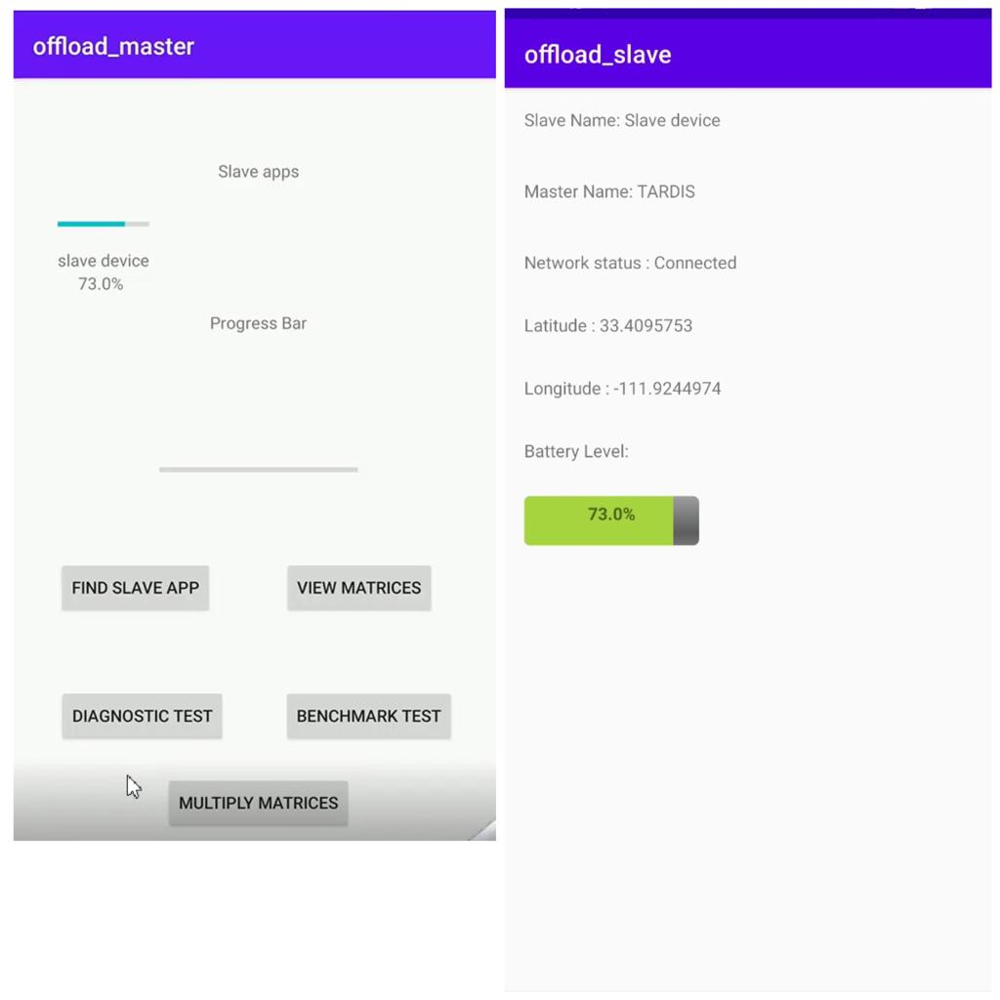 offload_master
Slave apps
slave device
73.0%
Progress Bar
FIND SLAVE APP
VIEW MATRICES
DIAGNOSTIC TEST
BENCHMARK TEST
MULTIPLY MATRICES
offload_slave
Slave Name: Slave device
Master Name: TARDIS
Network status : Connected
Latitude : 33.4095753
Longitude : -111.9244974
Battery Level:
73.0%